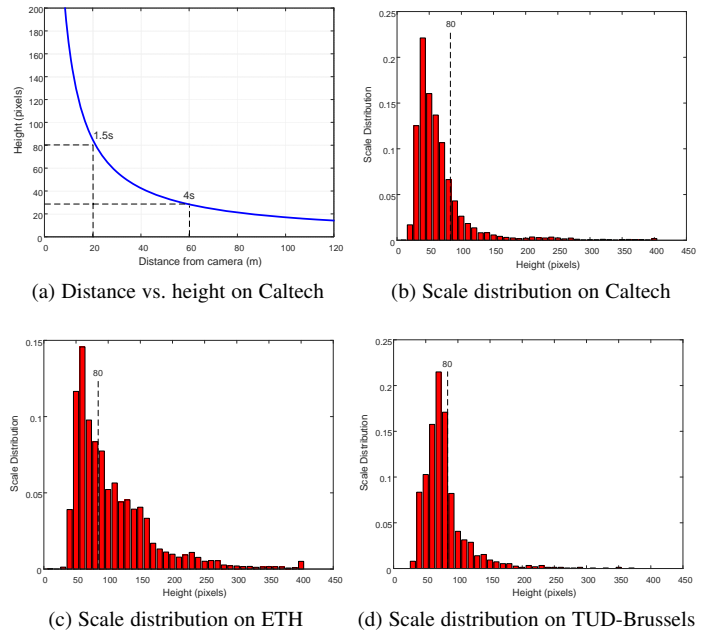 200
180
160
140
120
100
80
60
40
20
0
Height (pixels)
1.5s
4s
0 20 40 60 80 100 120
Distance from camera (m)
(a) Distance vs. height on Caltech
0.25
0.2
0.15
0.1
0.05
0
Scale Distribution
80
50 100 150 200 250 300 350 400 450
Height (pixels)
(b) Scale distribution on Caltech
0.15
0.1
0.05
0
Scale Distribution
80
0 50 100 150 200 250 300 350 400 450
Height (pixels)
(c) Scale distribution on ETH
0.25
0.2
0.15
0.1
0.05
0
Scale Distribution
80
50 100 150 200 250 300 350 400 450
Height (pixels)
(d) Scale distribution on TUD-Brussels